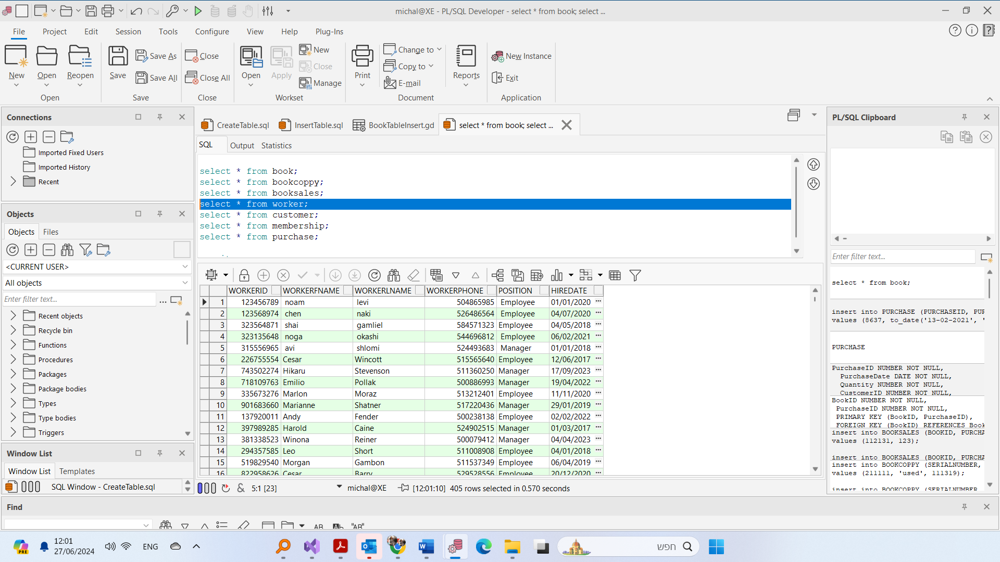 michal@XE - PL/SQL Developer - select * from book; select ...
File Project Edit Session Tools Configure View Help Plug-Ins
New Open Reopen Save Save As Save All Close Close All Open Apply New Close Manage Print Change to Copy to E-mail Reports New Instance Exit
Open Save Close Workset Document Application
Connections
Imported Fixed Users
Imported History
Recent
Objects
Objects Files
<CURRENT USER>
All objects
Enter filter text... ...
Recent objects
Recycle bin
Functions
Procedures
Packages
Package bodies
Types
Type bodies
Triggers
Window List
Window List Templates
SQL Window - CreateTable.sql
CreateTable.sql InsertTable.sql BookTableInsert.gd select * from book; select ...
SQL Output Statistics
select * from book;
select * from bookcoppy;
select * from booksales;
select * from worker;
select * from customer;
select * from membership;
select * from purchase;
WORKERID WORKERFNAME WORKERLNAME WORKERPHONE POSITION HIREDATE
1 123456789 noam levi 504865985 Employee 01/01/2020 ...
2 123568974 chen naki 526486564 Employee 04/07/2020 ...
3 323564871 shai gamliel 584571323 Employee 04/05/2018 ...
4 323135648 noga okashi 544696812 Employee 06/02/2021 ...
5 315556965 avi shlomi 524493683 Manager 01/01/2018 ...
6 226755554 Cesar Wincott 515565640 Employee 12/06/2017 ...
7 743502274 Hikaru Stevenson 511360250 Manager 17/09/2023 ...
8 718109763 Emilio Pollak 500886993 Manager 19/04/2022 ...
9 335673276 Marlon Moraz 513212401 Employee 11/11/2020 ...
10 901683660 Marianne Shatner 517220436 Manager 29/01/2019 ...
11 137920011 Andy Fender 500238138 Employee 02/02/2022 ...
12 397989285 Harold Caine 524902515 Manager 01/03/2017 ...
13 381338523 Winona Reiner 500079412 Manager 04/04/2023 ...
14 294357585 Leo Short 511008908 Employee 04/01/2018 ...
15 519829540 Morgan Gambon 511537349 Employee 06/04/2019 ...
16 822958626 Cesar Barry 529528556 Employee 20/12/2020 ...
& 5:1 [23] michal@XE [12:01:10] 405 rows selected in 0.570 seconds
PL/SQL Clipboard
Enter filter text...
select * from book;
insert into PURCHASE (PURCHASEID, PUR
values (8637, to_date('13-02-2021', '
PURCHASE
PurchaseID NUMBER NOT NULL,
PurchaseDate DATE NOT NULL,
Quantity NUMBER NOT NULL,
CustomerID NUMBER NOT NULL,
BookID NUMBER NOT NULL,
PurchaseID NUMBER NOT NULL,
PRIMARY KEY (BookID, PurchaseID),
FOREIGN KEY (BookID) REFERENCES Book
insert into BOOKSALES (BOOKID, PURCHA
values (112131, 123);
insert into BOOKSALES (BOOKID, PURCHA
insert into BOOKCOPPY (SERIALNUMBER,
values (211111, 'used', 111319);
insert into BOOKCOPPY (SERIALNUMBER
Find
AB Ab "AB"
PRE 12:01
27/06/2024
ENG
חפש